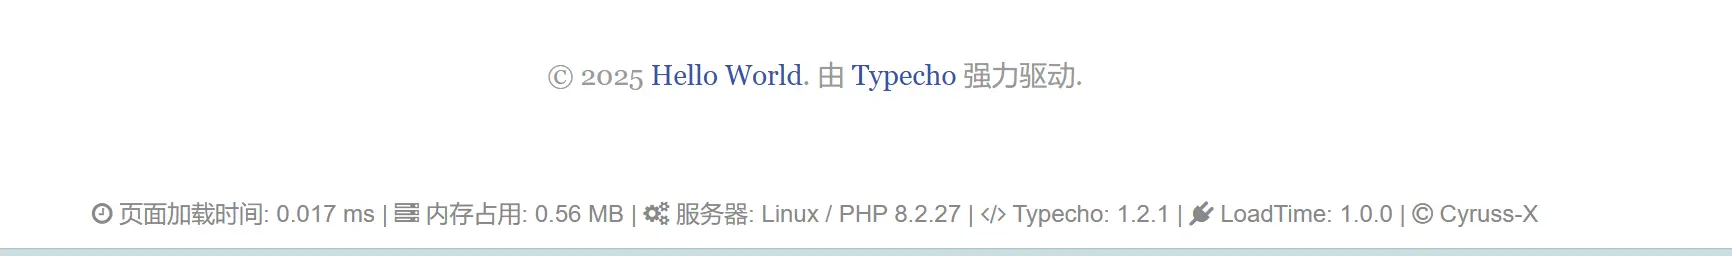 © 2025 Hello World. 由 Typecho 强力驱动.
页面加载时间: 0.017 ms | 内存占用: 0.56 MB | 服务器: Linux / PHP 8.2.27 | </> Typecho: 1.2.1 | LoadTime: 1.0.0 | © Cyruss-X